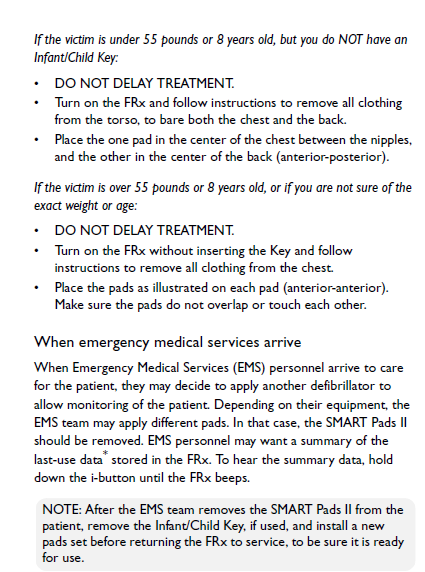 If the victim is under 55 pounds or 8 years old, but you do NOT have an
Infant/Child Key:
• DO NOT DELAY TREATMENT.
• Turn on the FRx and follow instructions to remove all clothing
from the torso, to bare both the chest and the back.
• Place the one pad in the center of the chest between the nipples,
and the other in the center of the back (anterior-posterior).
If the victim is over 55 pounds or 8 years old, or if you are not sure of the
exact weight or age:
• DO NOT DELAY TREATMENT.
• Turn on the FRx without inserting the Key and follow
instructions to remove all clothing from the chest.
• Place the pads as illustrated on each pad (anterior-anterior).
Make sure the pads do not overlap or touch each other.
When emergency medical services arrive
When Emergency Medical Services (EMS) personnel arrive to care
for the patient, they may decide to apply another defibrillator to
allow monitoring of the patient. Depending on their equipment, the
EMS team may apply different pads. In that case, the SMART Pads II
should be removed. EMS personnel may want a summary of the
last-use data* stored in the FRx. To hear the summary data, hold
down the i-button until the FRx beeps.
NOTE: After the EMS team removes the SMART Pads II from the
patient, remove the Infant/Child Key, if used, and install a new
pads set before returning the FRx to service, to be sure it is ready
for use.